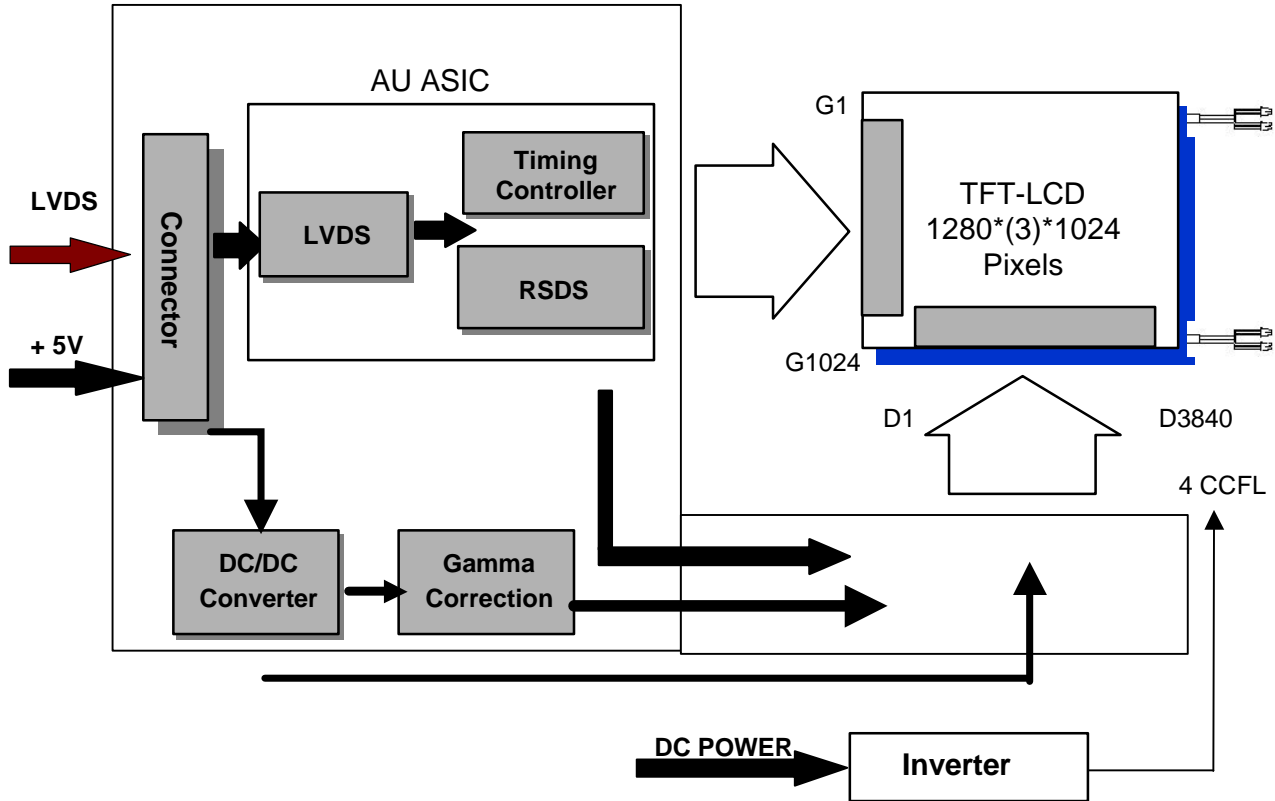 AU ASIC
G1
Timing
Controller
LVDS
Connector
LVDS
TFT-LCD
1280*(3)*1024
Pixels
RSDS
+ 5V
G1024
D1
D3840
4 CCFL
DC/DC
Converter
Gamma
Correction
DC POWER
Inverter